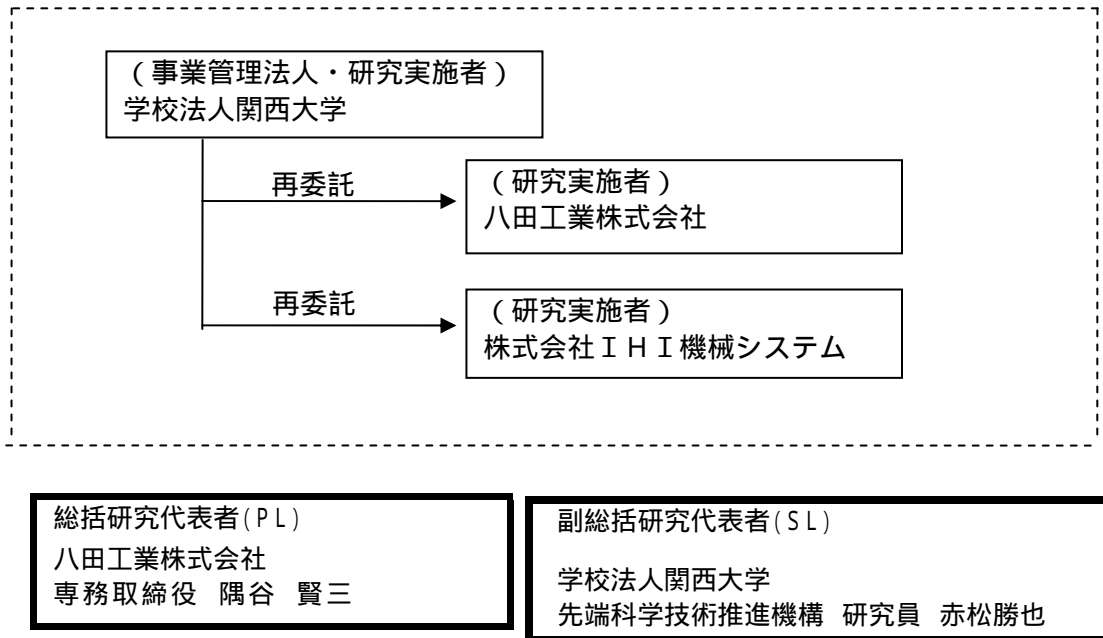 （事業管理法人・研究実施者）
学校法人関西大学
再委託
（研究実施者）
八田工業株式会社
再委託
（研究実施者）
株式会社ＩＨＩ機械システム
総括研究代表者(PL)
八田工業株式会社
専務取締役 隅谷 賢三
副総括研究代表者(SL)
学校法人関西大学
先端科学技術推進機構 研究員 赤松勝也